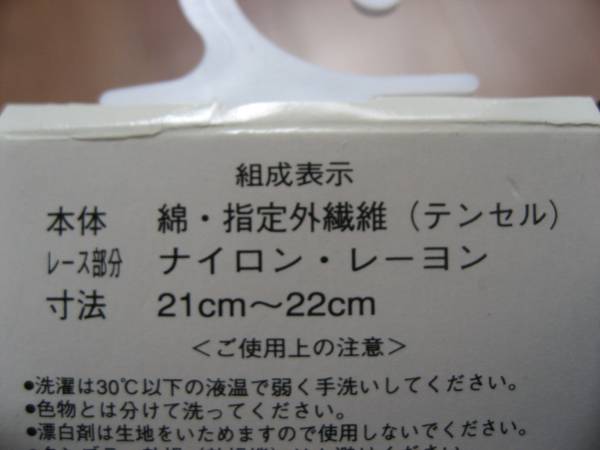 組成表示
本体 綿・指定外繊維（テンセル）
レース部分 ナイロン・レーヨン
寸法 21cm～22cm
＜ご使用上の注意＞
●洗濯は30℃以下の液温で弱く手洗いしてください。
●色物とは分けて洗ってください。
●漂白剤は生地をいためますので使用しないでください。